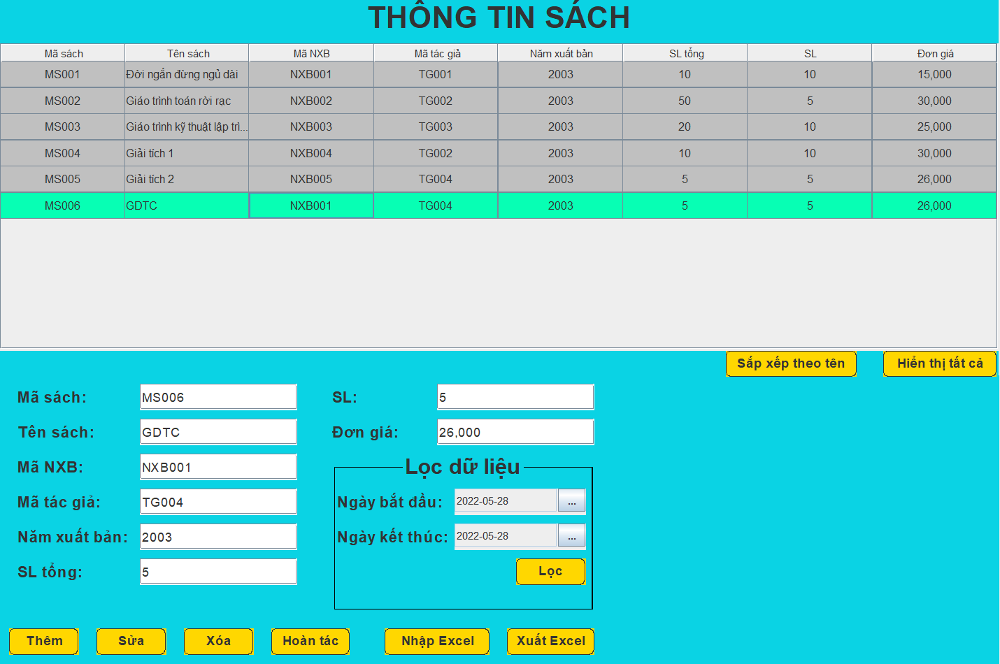 THÔNG TIN SÁCH
Mã sách Tên sách Mã NXB Mã tác giả Năm xuất bản SL tổng SL Đơn giá
MS001 Đời ngắn đừng ngủ dài NXB001 TG001 2003 10 10 15,000
MS002 Giáo trình toán rời rạc NXB002 TG002 2003 50 5 30,000
MS003 Giáo trình kỹ thuật lập trì... NXB003 TG003 2003 20 10 25,000
MS004 Giải tích 1 NXB004 TG002 2003 10 10 30,000
MS005 Giải tích 2 NXB005 TG004 2003 5 5 26,000
MS006 GDTC NXB001 TG004 2003 5 5 26,000
Sắp xếp theo tên Hiển thị tất cả
Mã sách: MS006 SL: 5
Tên sách: GDTC Đơn giá: 26,000
Mã NXB: NXB001 Lọc dữ liệu
Mã tác giả: TG004 Ngày bắt đầu: 2022-05-28 ...
Năm xuất bản: 2003 Ngày kết thúc: 2022-05-28 ...
SL tổng: 5 Lọc
Thêm Sửa Xóa Hoàn tác Nhập Excel Xuất Excel